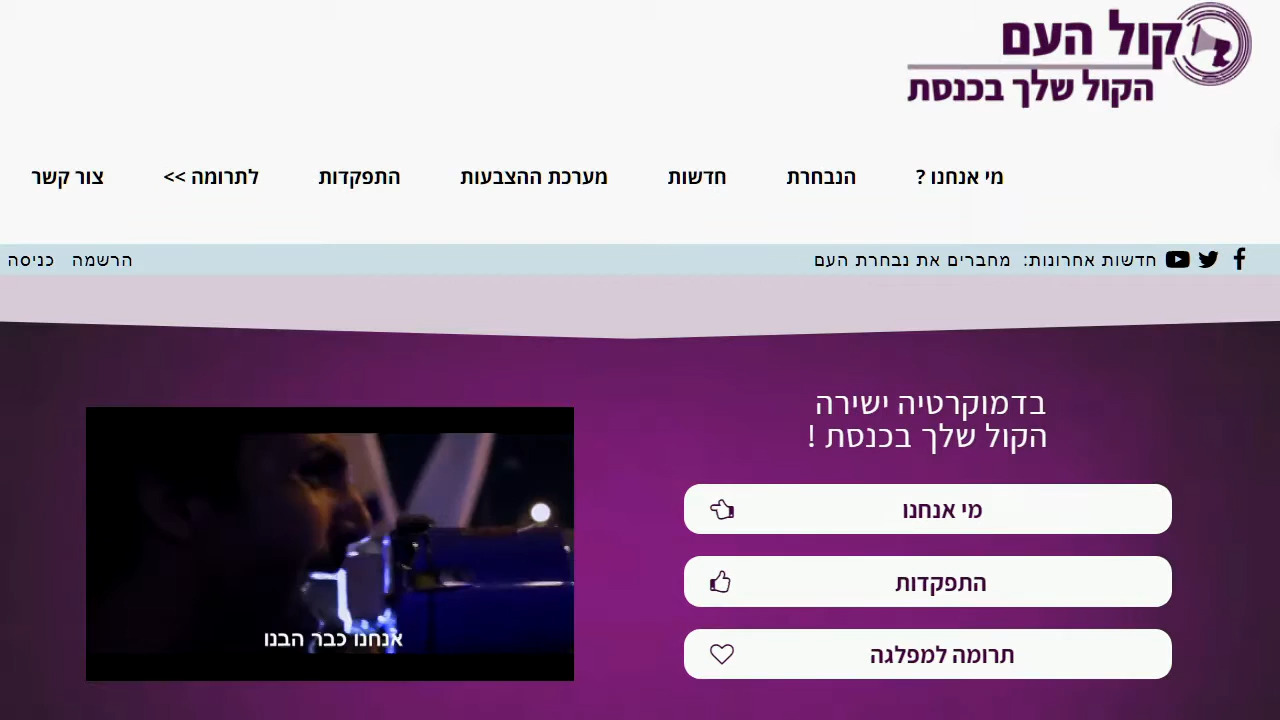 קול העם
הקול שלך בכנסת
מי אנחנו ?
הנבחרת
חדשות
מערכת ההצבעות
התפקדות
לתרומה >>
צור קשר
חדשות אחרונות: מחברים את נבחרת העם
הרשמה
כניסה
בדמוקרטיה ישירה
הקול שלך בכנסת !
מי אנחנו
התפקדות
תרומה למפלגה
אנחנו כבר הבנו